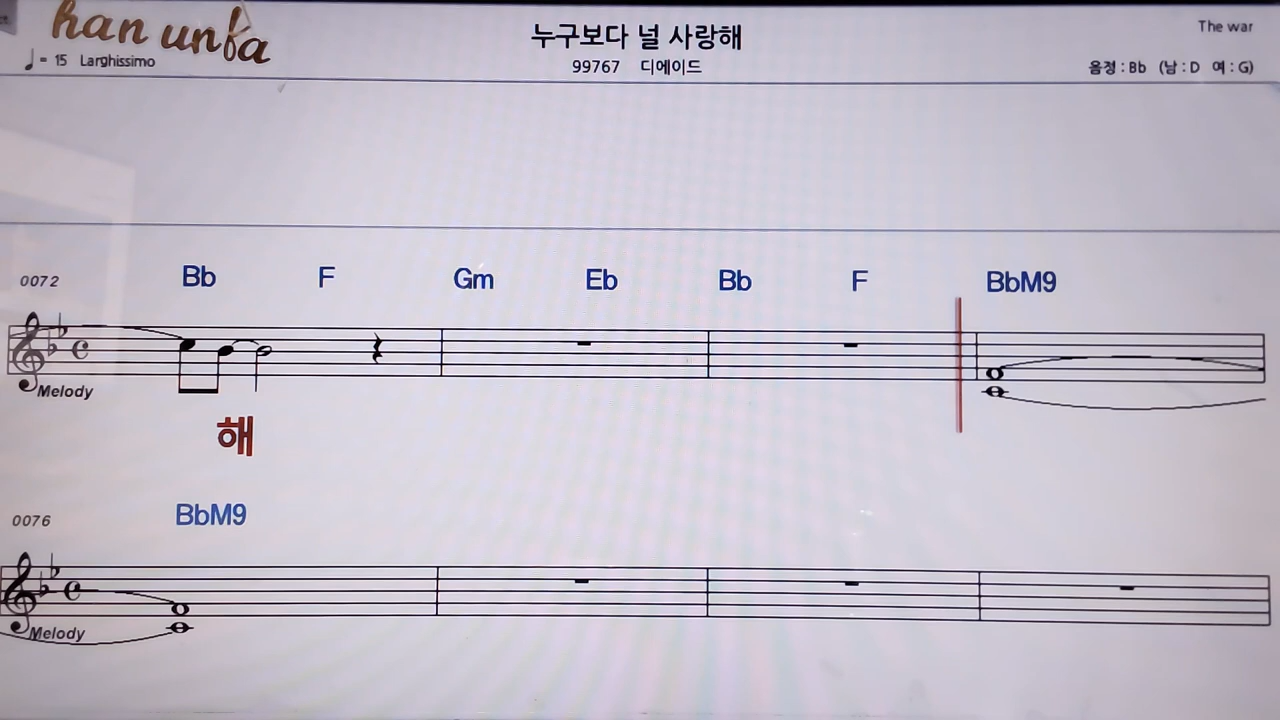 han unfa
누구보다 널 사랑해
The war
♩= 15 Larghissimo
99767 디에이드
음정 : Bb (남 : D 여 : G)
0072 Bb F Gm Eb Bb F BbM9
Melody
해
0076 BbM9
Melody